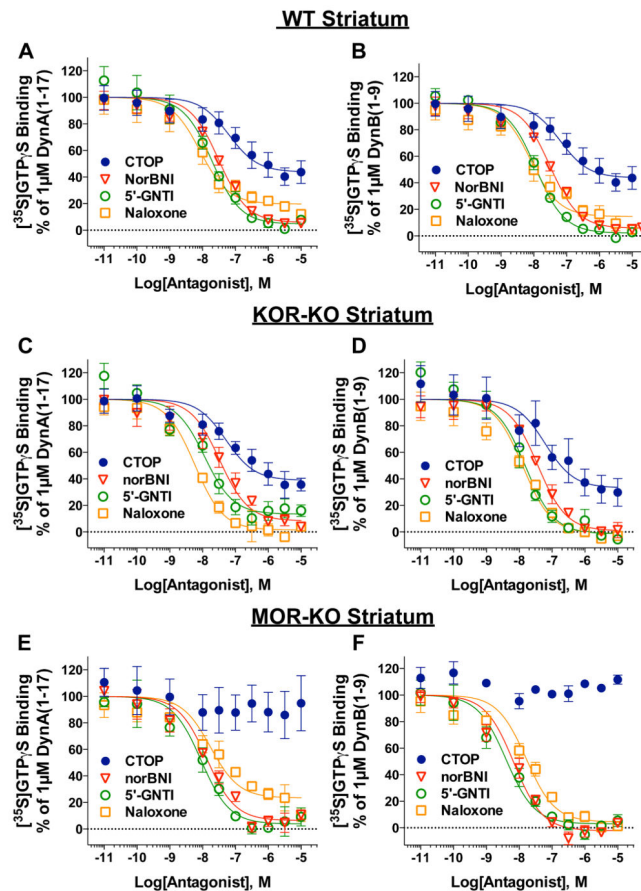 WT Striatum
A
B
[³⁵S]GTPγS Binding
% of 1μM DynA(1-17)
120
100
80
60
40
20
0
CTOP
NorBNI
5'-GNTI
Naloxone
-11 -10 -9 -8 -7 -6 -5
Log[Antagonist], M
[³⁵S]GTPγS Binding
% of 1μM DynB(1-9)
120
100
80
60
40
20
0
CTOP
NorBNI
5'-GNTI
Naloxone
-11 -10 -9 -8 -7 -6 -5
Log[Antagonist], M
KOR-KO Striatum
C
D
[³⁵S]GTPγS Binding
% of 1μM DynA(1-17)
120
100
80
60
40
20
0
CTOP
norBNI
5'-GNTI
Naloxone
-11 -10 -9 -8 -7 -6 -5
Log[Antagonist], M
[³⁵S]GTPγS Binding
% of 1μM DynB(1-9)
120
100
80
60
40
20
0
CTOP
norBNI
5'-GNTI
Naloxone
-11 -10 -9 -8 -7 -6 -5
Log[Antagonist], M
MOR-KO Striatum
E
F
[³⁵S]GTPγS Binding
% of 1μM DynA(1-17)
120
100
80
60
40
20
0
CTOP
norBNI
5'-GNTI
Naloxone
-11 -10 -9 -8 -7 -6 -5
Log[Antagonist], M
[³⁵S]GTPγS Binding
% of 1μM DynB(1-9)
120
100
80
60
40
20
0
CTOP
norBNI
5'-GNTI
Naloxone
-11 -10 -9 -8 -7 -6 -5
Log[Antagonist], M